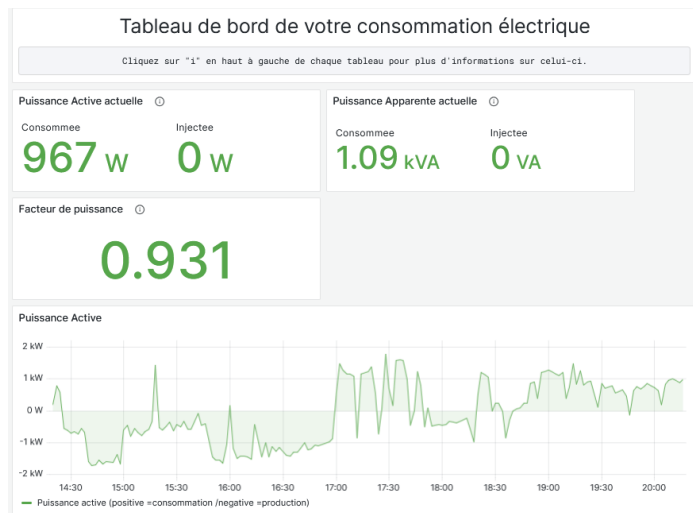 Tableau de bord de votre consommation électrique
Cliquez sur "i" en haut à gauche de chaque tableau pour plus d'informations sur celui-ci.
Puissance Active actuelle
Consommee Injectee
967 W 0 W
Puissance Apparente actuelle
Consommee Injectee
1.09 kVA 0 VA
Facteur de puissance
0.931
Puissance Active
2 kW
1 kW
0 W
-1 kW
-2 kW
14:30 15:00 15:30 16:00 16:30 17:00 17:30 18:00 18:30 19:00 19:30 20:00
Puissance active (positive =consommation /negative =production)